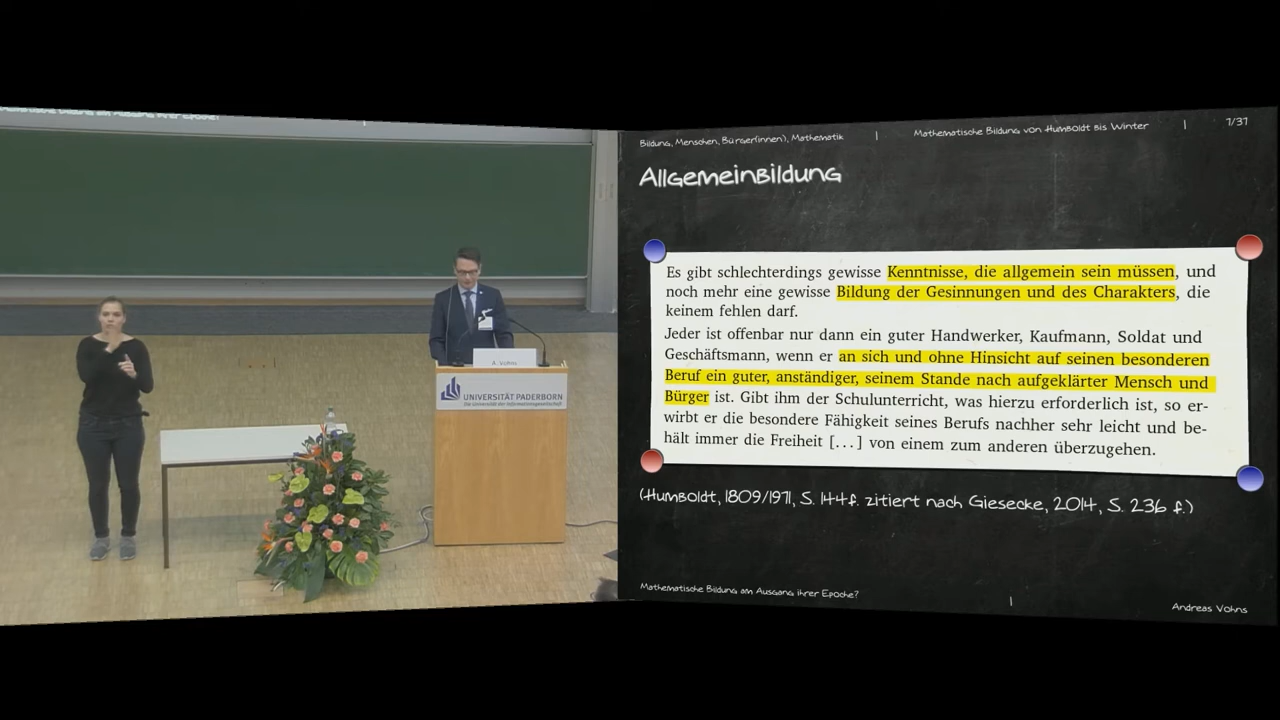 A. Vohns
UNIVERSITÄT PADERBORN
Die Universität der Informationsgesellschaft
Bildung, Menschen, Bürger(innen), Mathematik | Mathematische Bildung von Humboldt bis Winter | 7/37
Allgemeinbildung
Es gibt schlechterdings gewisse Kenntnisse, die allgemein sein müssen, und
noch mehr eine gewisse Bildung der Gesinnungen und des Charakters, die
keinem fehlen darf.
Jeder ist offenbar nur dann ein guter Handwerker, Kaufmann, Soldat und
Geschäftsmann, wenn er an sich und ohne Hinsicht auf seinen besonderen
Beruf ein guter, anständiger, seinem Stande nach aufgeklärter Mensch und
Bürger ist. Gibt ihm der Schulunterricht, was hierzu erforderlich ist, so er-
wirbt er die besondere Fähigkeit seines Berufs nachher sehr leicht und be-
hält immer die Freiheit [...] von einem zum anderen überzugehen.
(Humboldt, 1809/1971, S. 144f. zitiert nach Giesecke, 2014, S. 236 f.)
Mathematische Bildung am Ausgang ihrer Epoche? |
Andreas Vohns